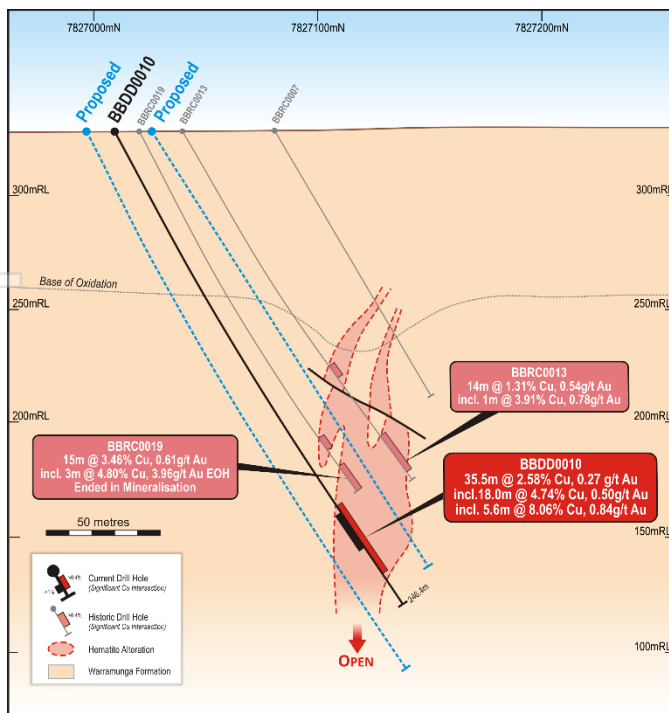 7827000mN
7827100mN
7827200mN
Proposed
BBDD0010
BBRC0019
Proposed
BBRC0013
BBRC0007
300mRL
300mRL
Base of Oxidation
250mRL
250mRL
200mRL
200mRL
BBRC0013
14m @ 1.31% Cu, 0.54g/t Au
incl. 1m @ 3.91% Cu, 0.78g/t Au
BBRC0019
15m @ 3.46% Cu, 0.61g/t Au
incl. 3m @ 4.80% Cu, 3.96g/t Au EOH
Ended in Mineralisation
BBDD0010
35.5m @ 2.58% Cu, 0.27 g/t Au
incl.18.0m @ 4.74% Cu, 0.50g/t Au
incl. 5.6m @ 8.06% Cu, 0.84g/t Au
50 metres
150mRL
246.4m
100mRL
OPEN
Current Drill Hole
(Significant Cu Intersection)
Historic Drill Hole
(Significant Cu Intersection)
Hematite Alteration
Warramunga Formation